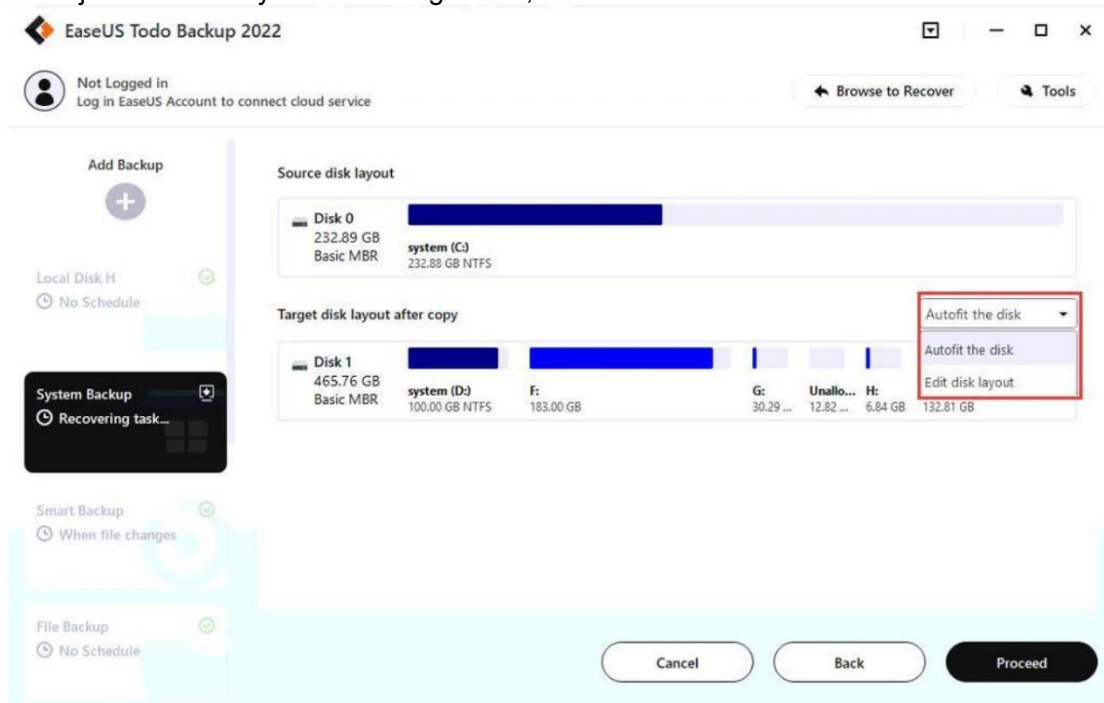 EaseUS Todo Backup 2022
Not Logged in
Log in EaseUS Account to connect cloud service
Browse to Recover
Tools
Add Backup
Local Disk H
No Schedule
System Backup
Recovering task...
Smart Backup
When file changes
File Backup
No Schedule
Source disk layout
Disk 0
232.89 GB
Basic MBR
system (C:)
232.88 GB NTFS
Target disk layout after copy
Autofit the disk
Autofit the disk
Edit disk layout
Disk 1
465.76 GB
Basic MBR
system (D:)
100.00 GB NTFS
F:
183.00 GB
G:
30.29 ...
Unallo...
12.82 ...
H:
6.84 GB
132.81 GB
Cancel
Back
Proceed